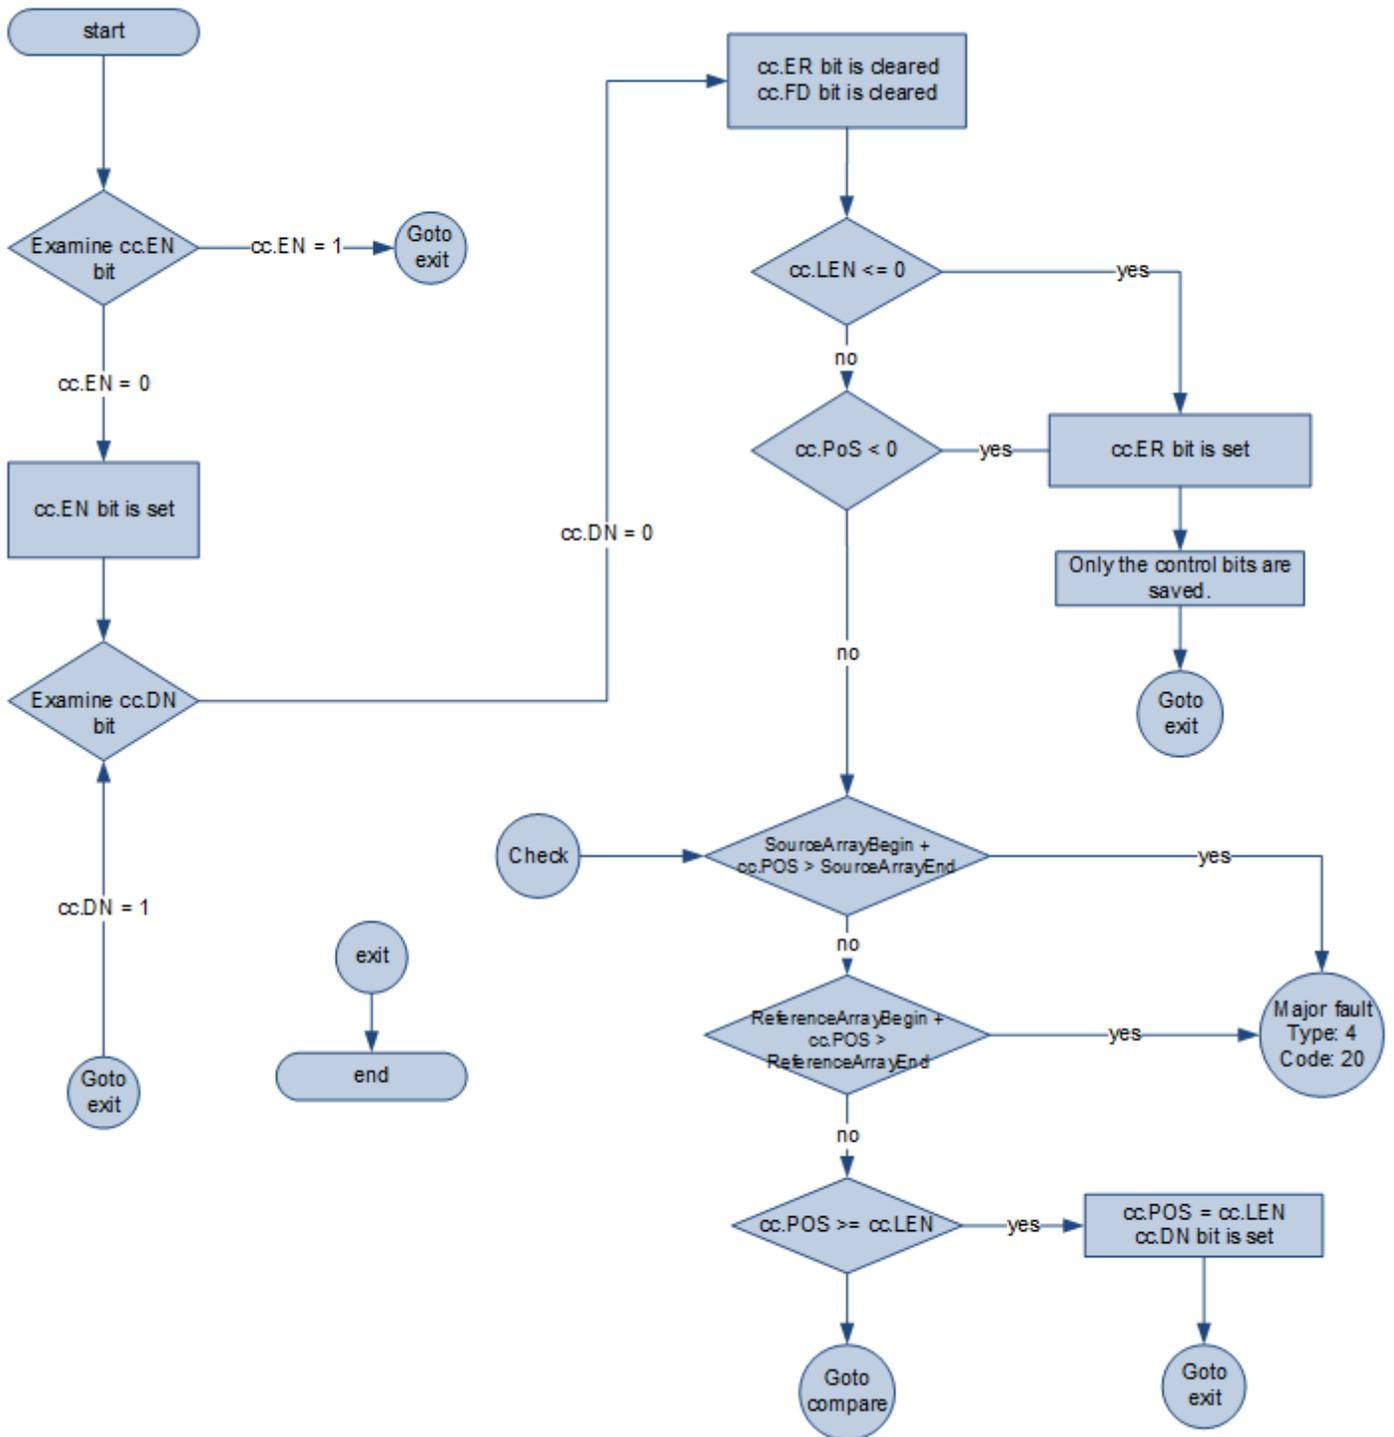 start
Examine cc.EN
bit
cc.EN = 1
Goto
exit
cc.EN = 0
cc.EN bit is set
Examine cc.DN
bit
cc.DN = 1
Goto
exit
exit
end
cc.DN = 0
cc.ER bit is cleared
cc.FD bit is cleared
cc.LEN <= 0
yes
no
cc.PoS < 0
yes
cc.ER bit is set
Only the control bits are
saved.
Goto
exit
no
Check
SourceArrayBegin +
cc.POS > SourceArrayEnd
yes
no
ReferenceArrayBegin +
cc.POS >
ReferenceArrayEnd
yes
Major fault
Type: 4
Code: 20
no
cc.POS >= cc.LEN
yes
cc.POS = cc.LEN
cc.DN bit is set
Goto
compare
Goto
exit